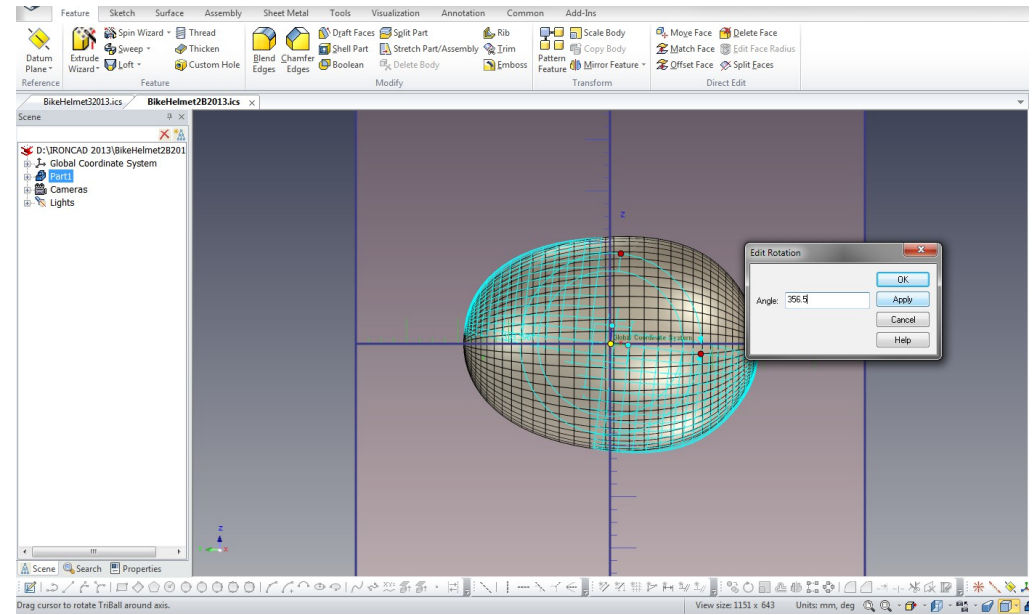 Feature Sketch Surface Assembly Sheet Metal Tools Visualization Annotation Common Add-Ins
Datum Plane
Extrude Wizard
Spin Wizard
Sweep
Loft
Thread
Thicken
Custom Hole
Blend Edges
Chamfer Edges
Draft Faces
Shell Part
Boolean
Split Part
Stretch Part/Assembly
Delete Body
Rib
Trim
Emboss
Pattern Feature
Scale Body
Copy Body
Mirror Feature
Move Face
Match Face
Offset Face
Delete Face
Edit Face Radius
Split Faces
Reference Feature Modify Transform Direct Edit
BikeHelmet32013.ics BikeHelmet2B2013.ics x
Scene
D:\IRONCAD 2013\BikeHelmet2B201
Global Coordinate System
Part1
Cameras
Lights
z
Global Coordinate System
Edit Rotation
OK
Angle: 356.5
Apply
Cancel
Help
z
x
Scene Search Properties
Drag cursor to rotate TriBall around axis.
View size: 1151 x 643 Units: mm, deg